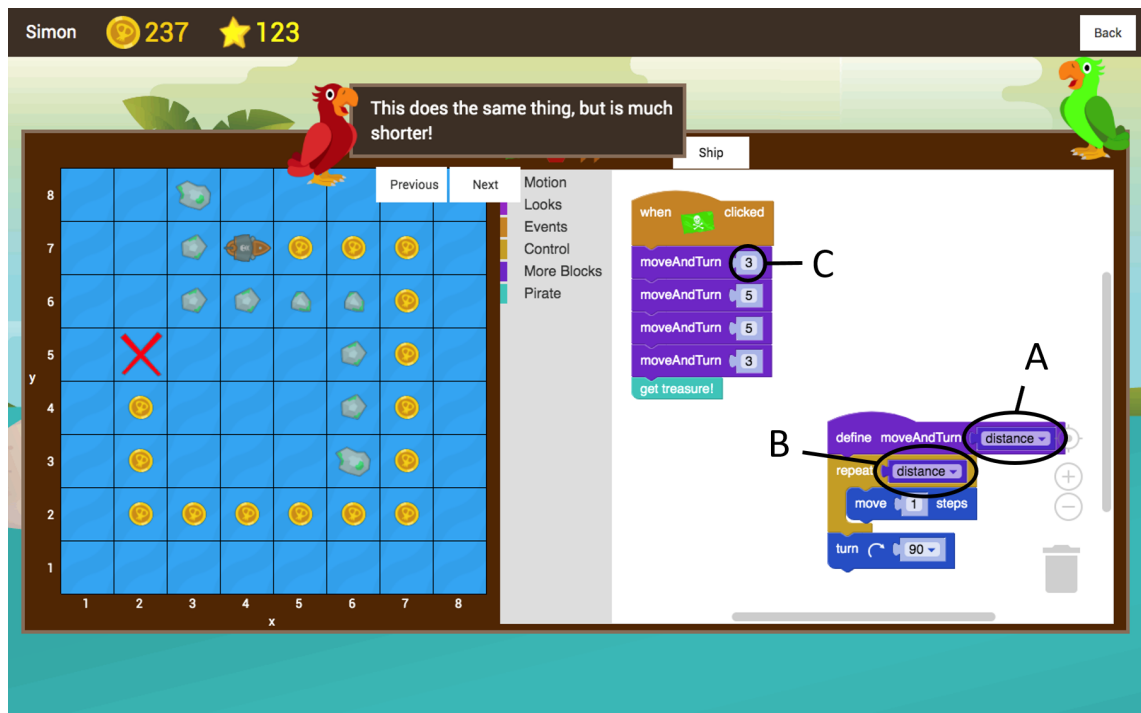 Simon
237
123
Back
This does the same thing, but is much
shorter!
Previous
Next
Ship
Motion
Looks
Events
Control
More Blocks
Pirate
when clicked
moveAndTurn 3
C
moveAndTurn 5
moveAndTurn 5
moveAndTurn 3
get treasure!
A
B
define moveAndTurn distance
repeat distance
move 1 steps
turn 90
8
7
6
5
y
4
3
2
1
1 2 3 4 5 6 7 8
x